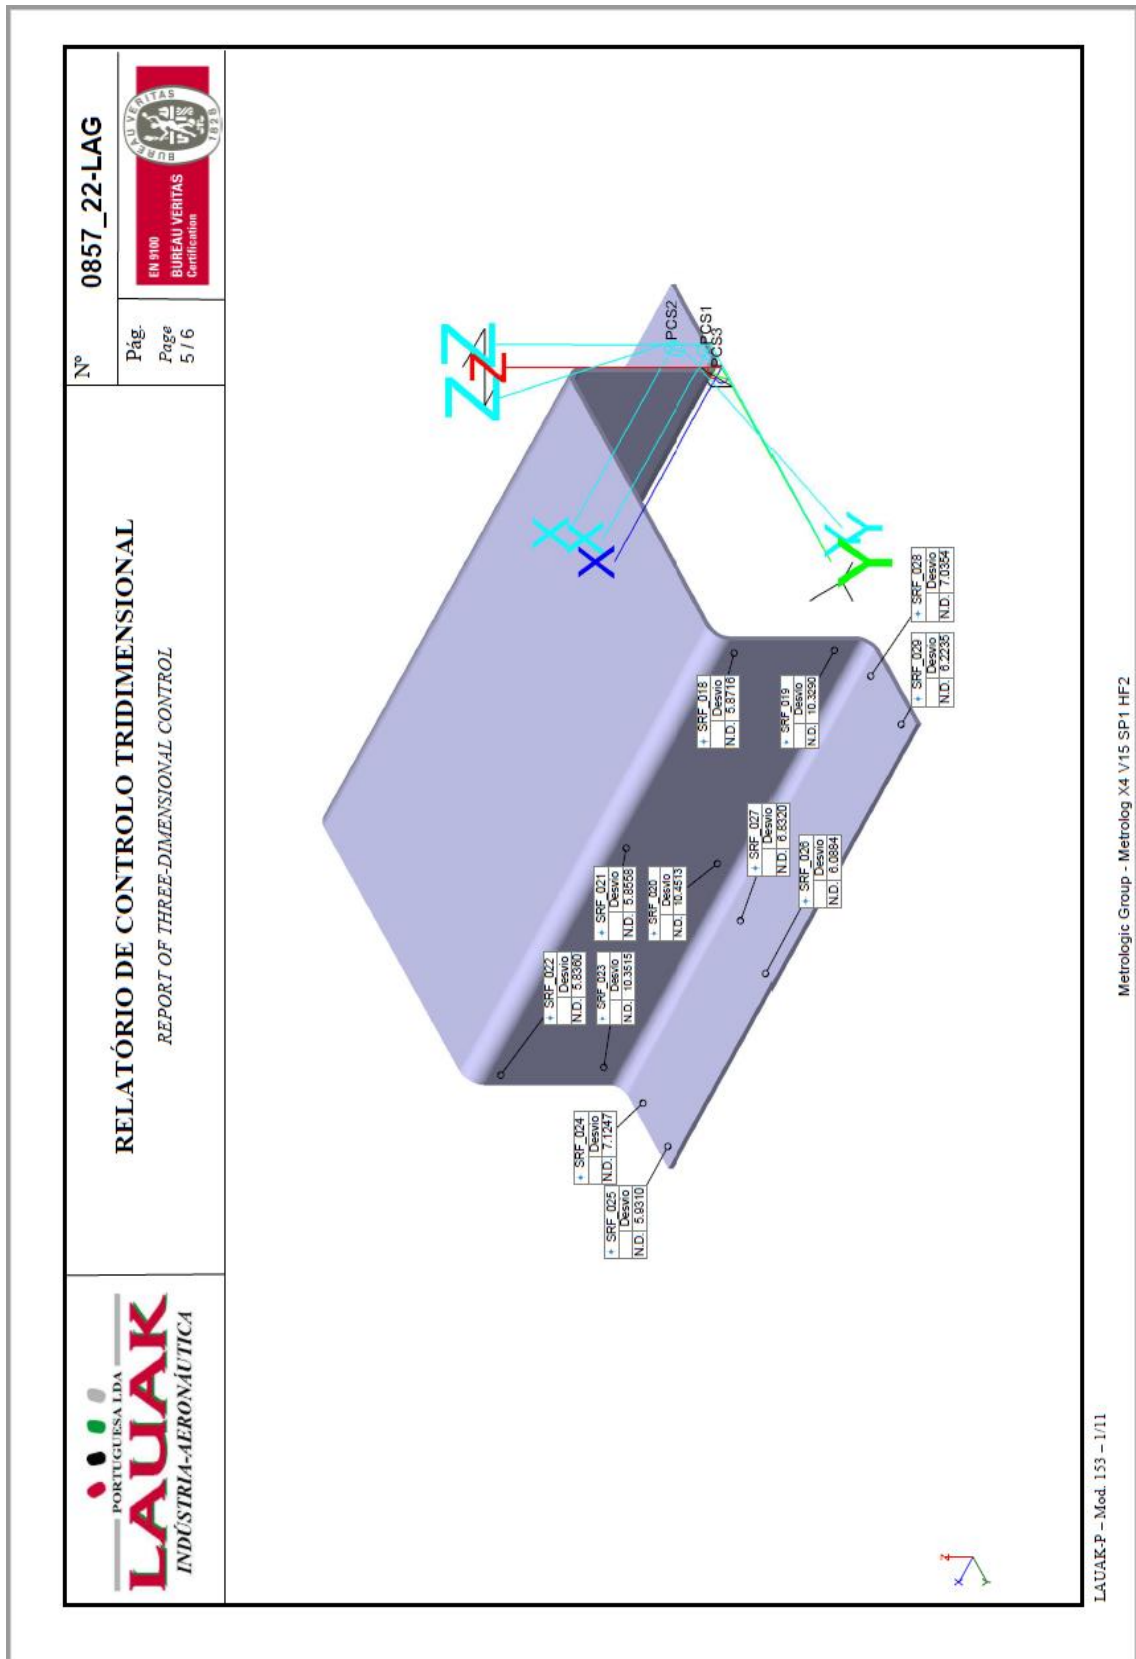 PORTUGUESA LDA
LAUAK
INDÚSTRIA-AERONÁUTICA
RELATÓRIO DE CONTROLO TRIDIMENSIONAL
REPORT OF THREE-DIMENSIONAL CONTROL
Nº
0857_22-LAG
Pág.
Page
5 / 6
EN 9100
BUREAU VERITAS
Certification
BUREAU VERITAS
1828
Z
Z
Z
PCS2
PCS1
PCS3
X
X
X
Y
Y
Y
+ SRF_022
Desvio
N.D. 5.8360
+ SRF_023
Desvio
N.D. 10.3515
+ SRF_021
Desvio
N.D. 5.8558
+ SRF_020
Desvio
N.D. 10.4513
+ SRF_018
Desvio
N.D. 5.8716
+ SRF_019
Desvio
N.D. 10.3290
+ SRF_024
Desvio
N.D. 7.1247
+ SRF_025
Desvio
N.D. 5.9310
+ SRF_027
Desvio
N.D. 6.8320
+ SRF_026
Desvio
N.D. 6.0884
+ SRF_029
Desvio
N.D. 6.2235
+ SRF_028
Desvio
N.D. 7.0354
Z
X
Y
LAUAK-P – Mod. 153 – 1/11
Metrologic Group - Metrolog X4 V15 SP1 HF2